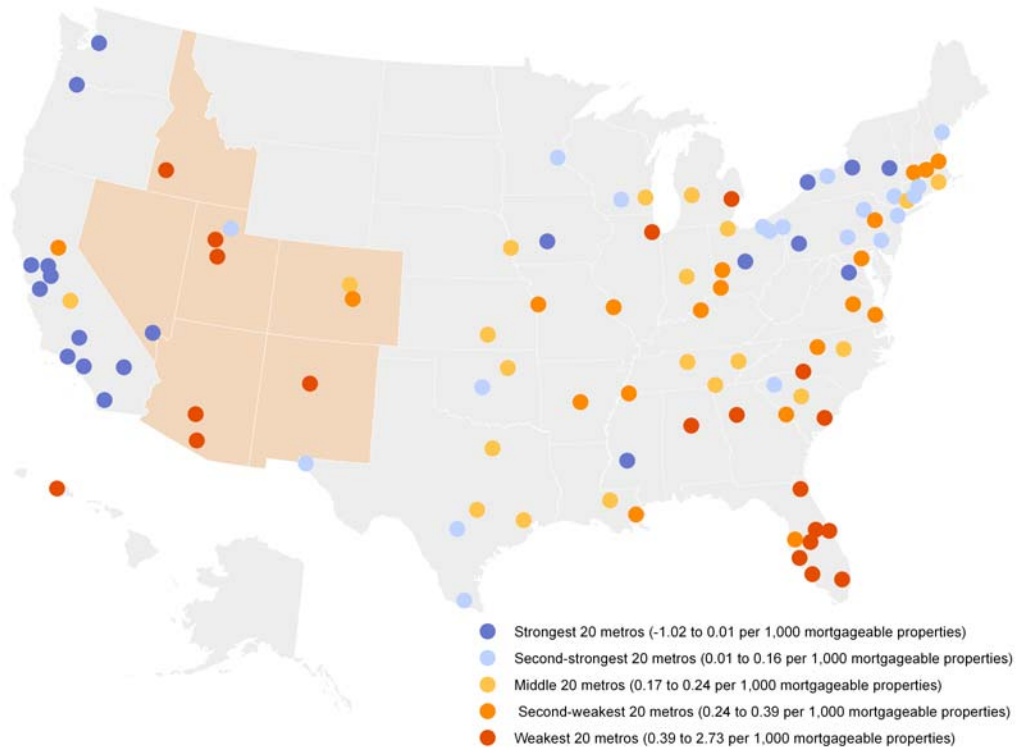 Strongest 20 metros (-1.02 to 0.01 per 1,000 mortgageable properties)
Second-strongest 20 metros (0.01 to 0.16 per 1,000 mortgageable properties)
Middle 20 metros (0.17 to 0.24 per 1,000 mortgageable properties)
Second-weakest 20 metros (0.24 to 0.39 per 1,000 mortgageable properties)
Weakest 20 metros (0.39 to 2.73 per 1,000 mortgageable properties)